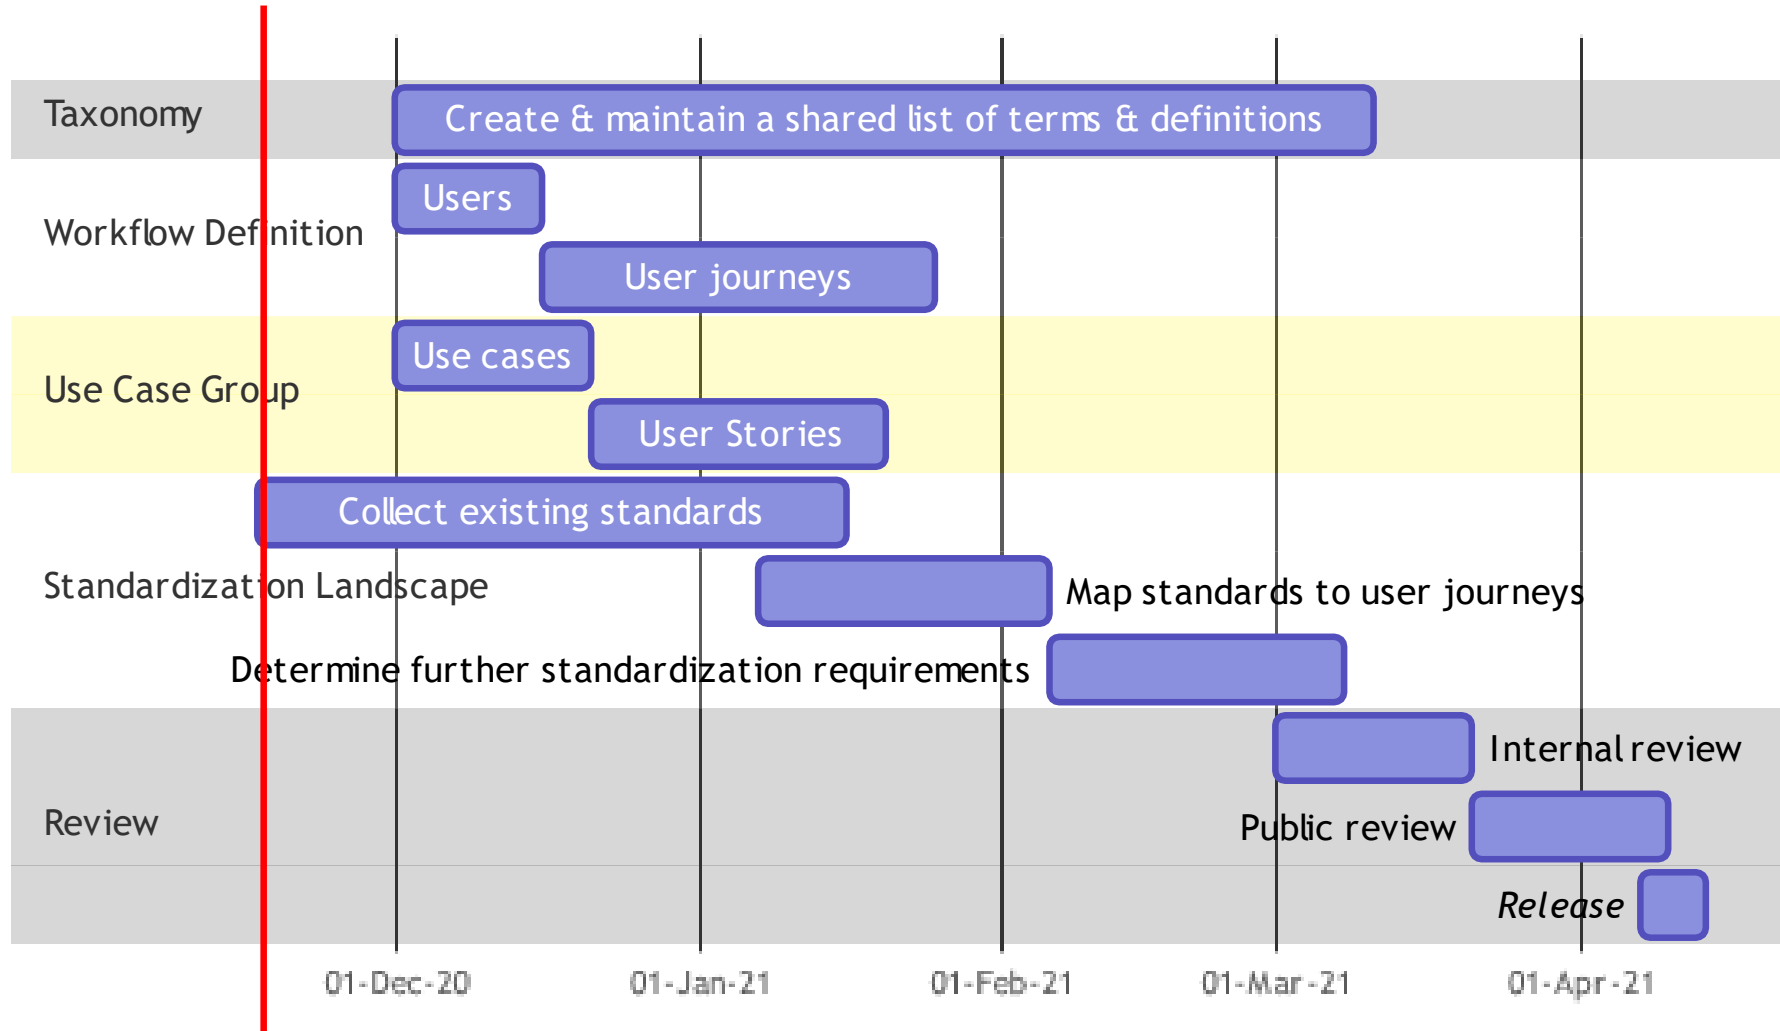 Taxonomy
Create & maintain a shared list of terms & definitions
Users
Workflow Definition
User journeys
Use cases
Use Case Group
User Stories
Collect existing standards
Standardization Landscape
Map standards to user journeys
Determine further standardization requirements
Internal review
Review
Public review
Release
01-Dec-20
01-Jan-21
01-Feb-21
01-Mar-21
01-Apr-21